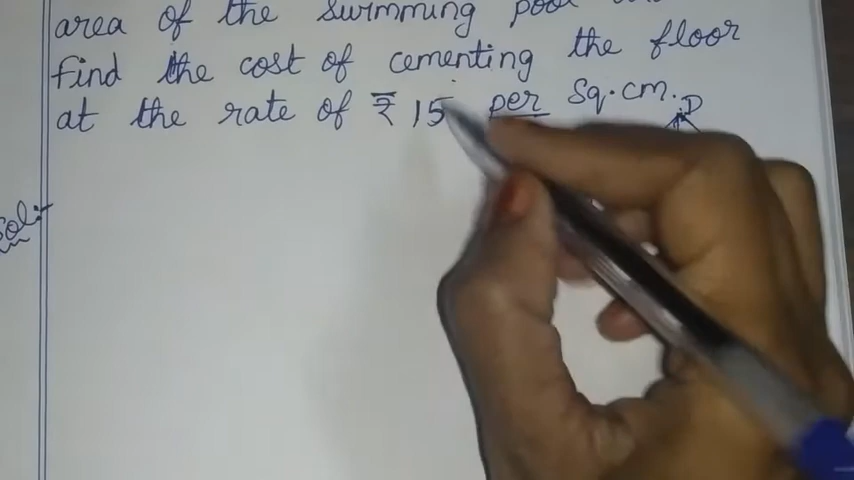 area of the swimming pool
find the cost of cementing the floor
at the rate of ₹ 15 per Sq.cm.
D
Sol:-